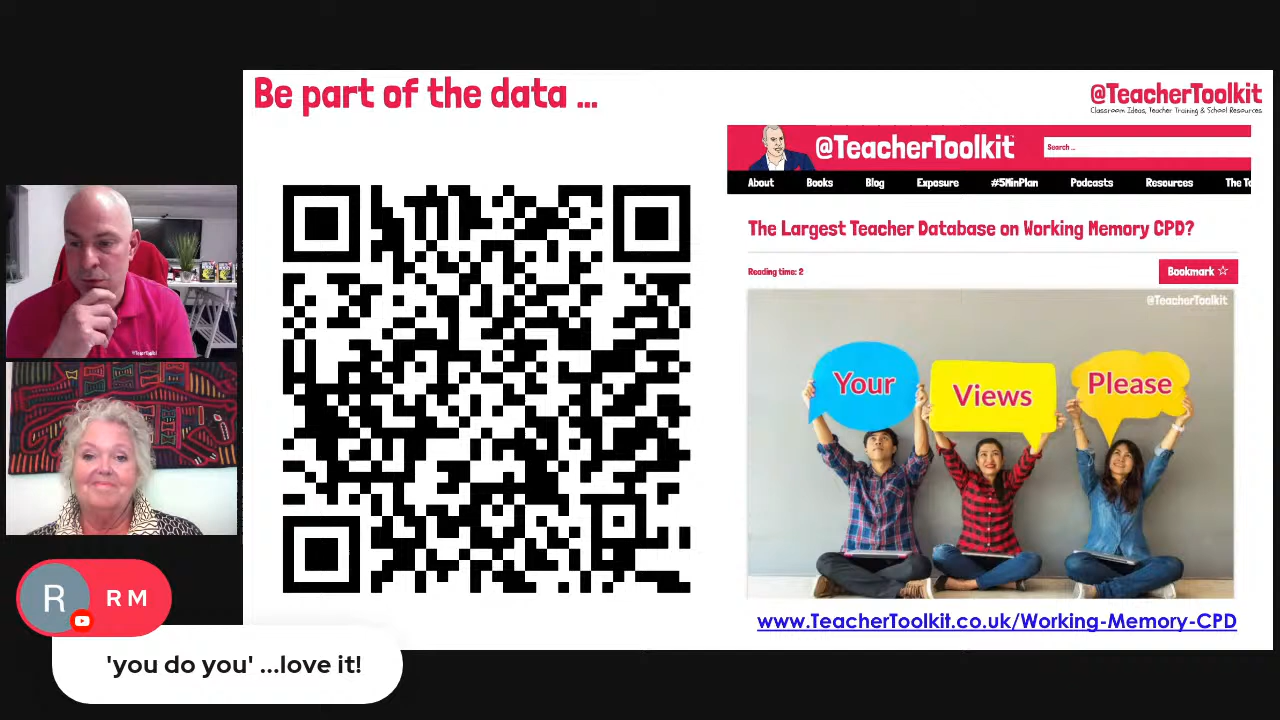 Be part of the data ...
@TeacherToolkit
Classroom Ideas, Teacher Training & School Resources
@TeacherToolkit
Search ...
About Books Blog Exposure #5MinPlan Podcasts Resources The To
The Largest Teacher Database on Working Memory CPD?
Reading time: 2
Bookmark ☆
@TeacherToolkit
Your Views Please
www.TeacherToolkit.co.uk/Working-Memory-CPD
@TeacherToolkit
R R M
'you do you' ...love it!